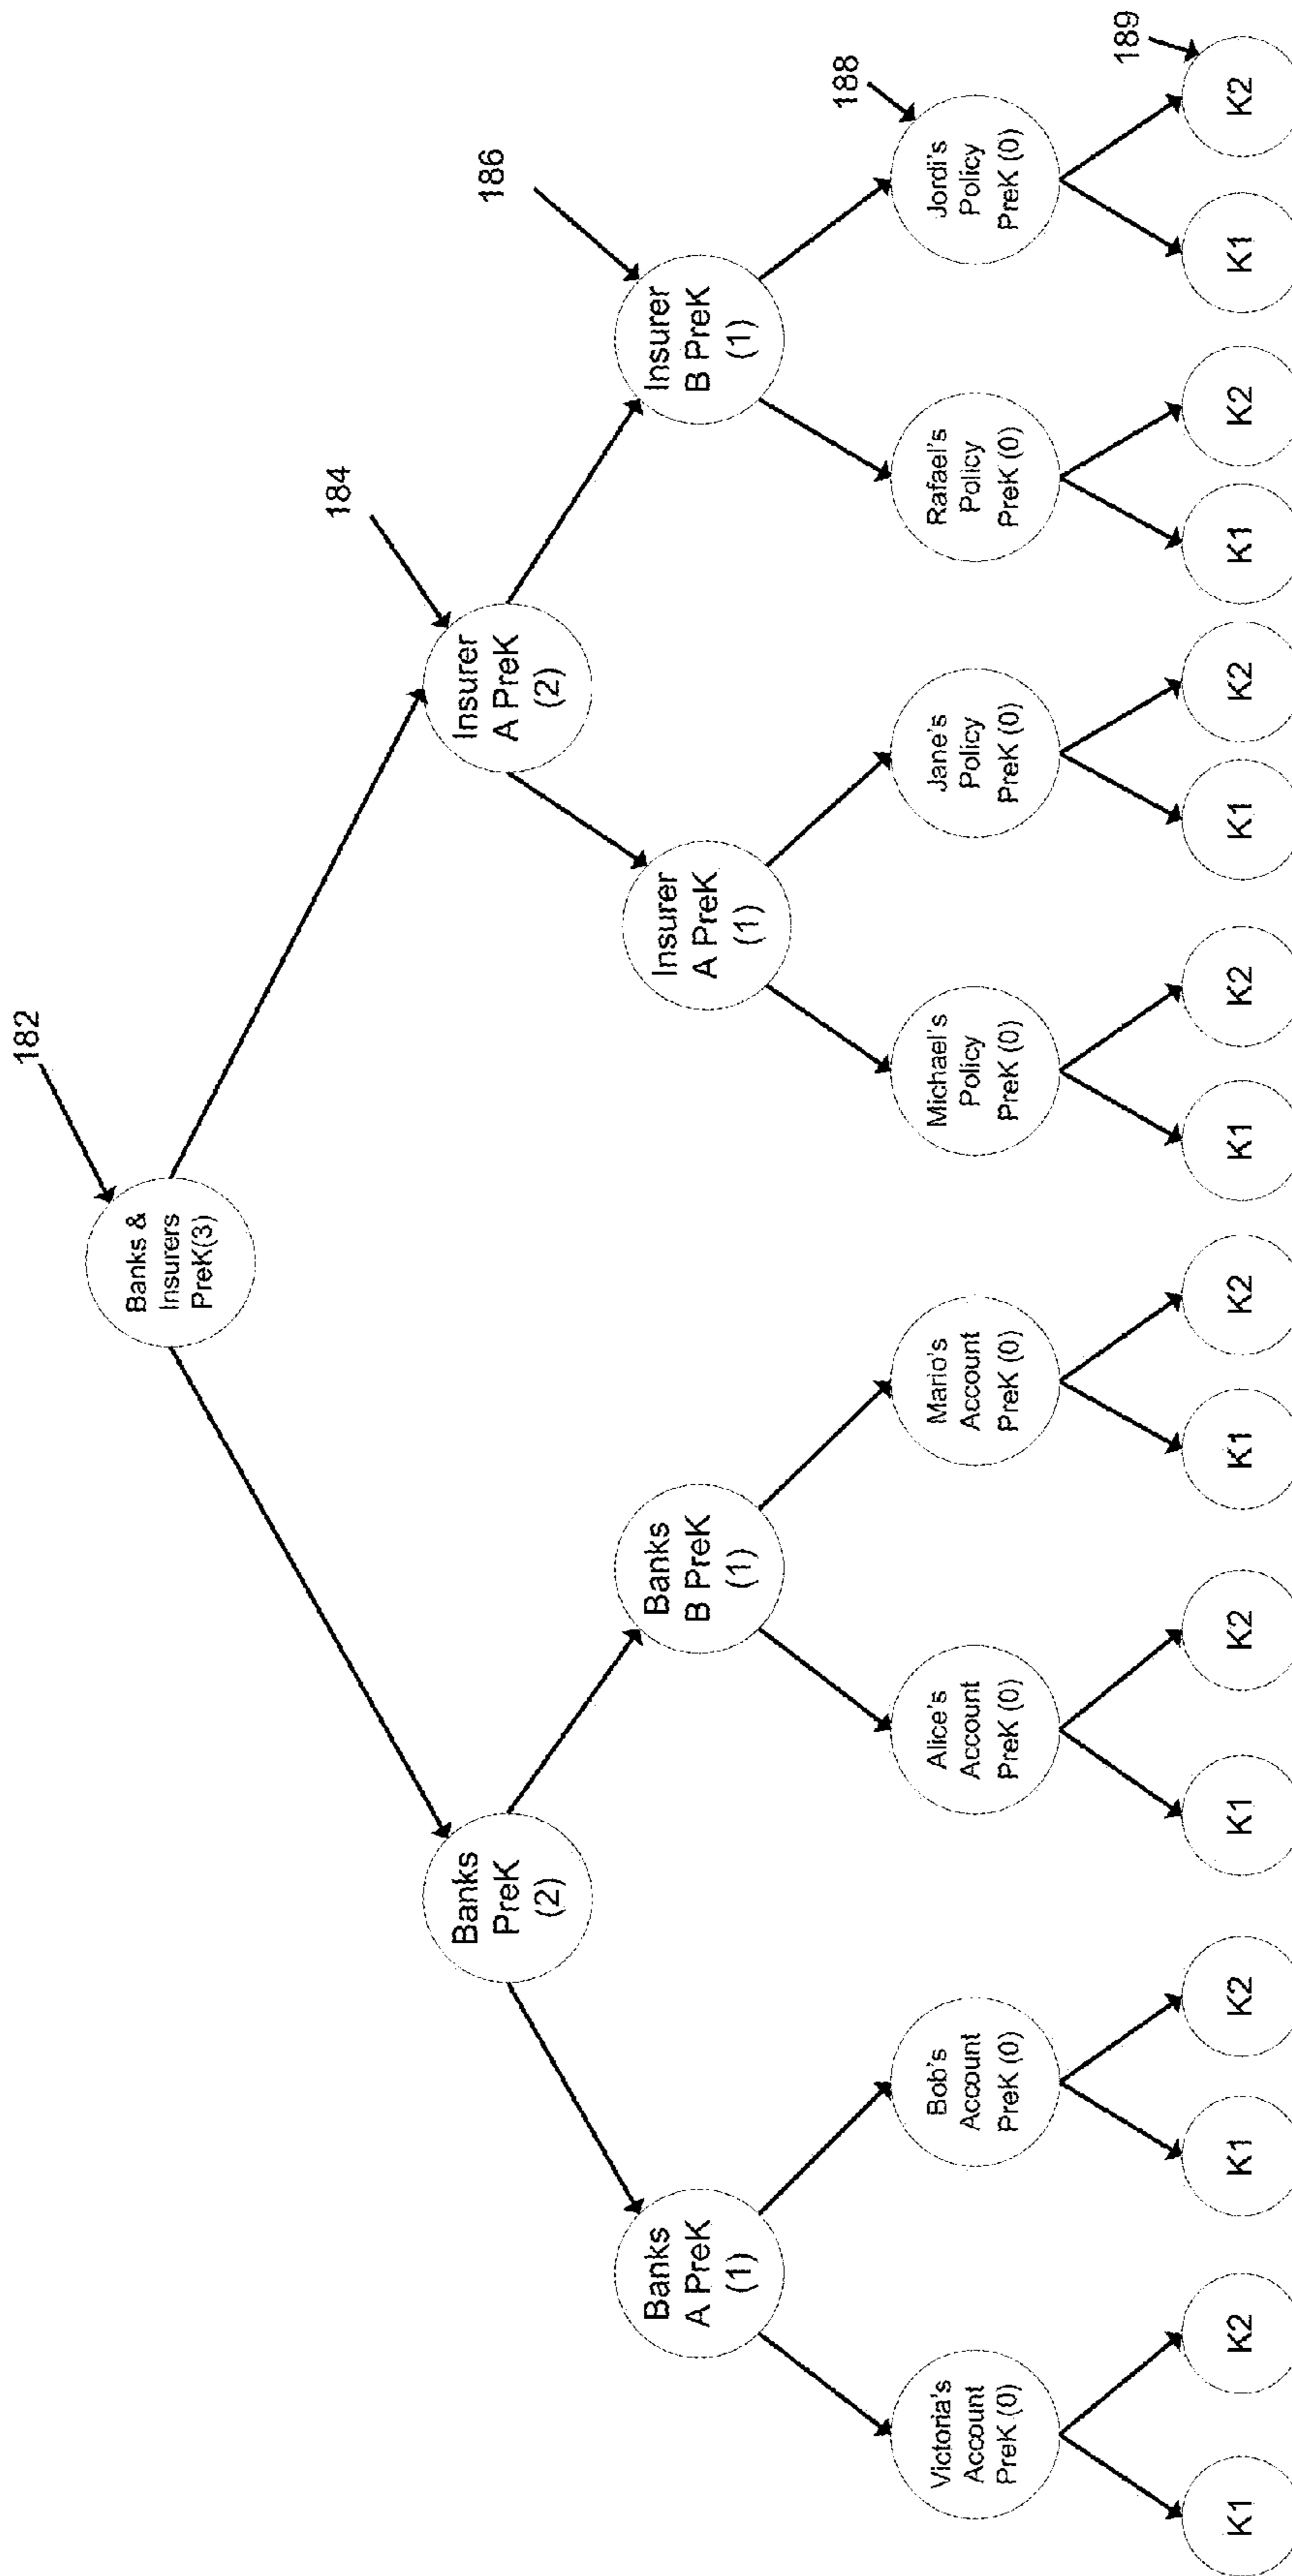 182
Banks &
Insurers
PreK(3)
184
Banks
PreK
(2)
Insurer
A PreK
(2)
186
Banks
A PreK
(1)
Banks
B PreK
(1)
Insurer
A PreK
(1)
Insurer
B PreK
(1)
188
Victoria's
Account
PreK (0)
Bob's
Account
PreK (0)
Alice's
Account
PreK (0)
Mario's
Account
PreK (0)
Michael's
Policy
PreK (0)
Jane's
Policy
PreK (0)
Rafael's
Policy
PreK (0)
Jordi's
Policy
PreK (0)
189
K1
K2
K1
K2
K1
K2
K1
K2
K1
K2
K1
K2
K1
K2
K1
K2